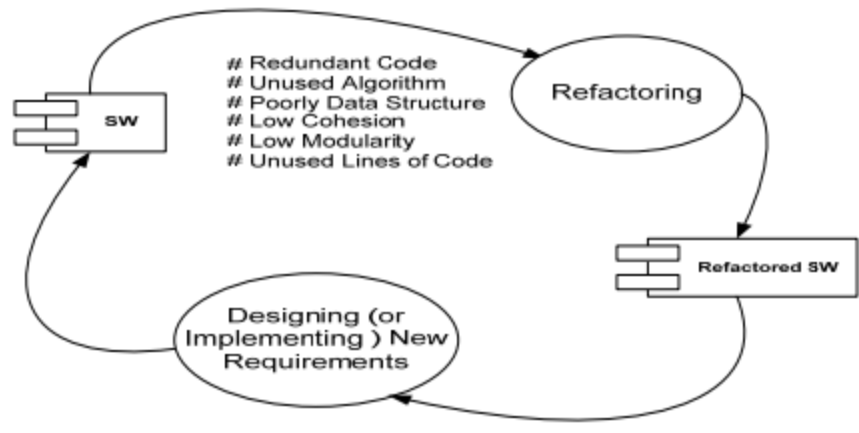 # Redundant Code
# Unused Algorithm
# Poorly Data Structure
# Low Cohesion
# Low Modularity
# Unused Lines of Code
SW
Refactoring
Refactored SW
Designing (or
Implementing ) New
Requirements